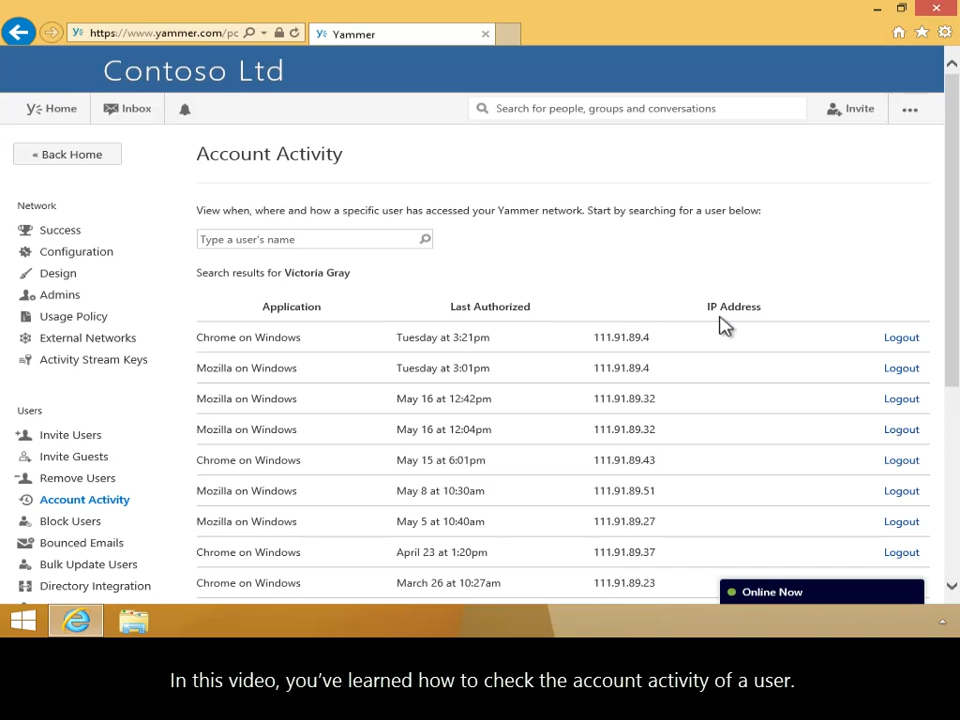 https://www.yammer.com/pc
Yammer
Contoso Ltd
Home
Inbox
Search for people, groups and conversations
Invite
« Back Home
Account Activity
Network
Success
Configuration
Design
Admins
Usage Policy
External Networks
Activity Stream Keys
Users
Invite Users
Invite Guests
Remove Users
Account Activity
Block Users
Bounced Emails
Bulk Update Users
Directory Integration
View when, where and how a specific user has accessed your Yammer network. Start by searching for a user below:
Type a user's name
Search results for Victoria Gray
Application Last Authorized IP Address
Chrome on Windows Tuesday at 3:21pm 111.91.89.4 Logout
Mozilla on Windows Tuesday at 3:01pm 111.91.89.4 Logout
Mozilla on Windows May 16 at 12:42pm 111.91.89.32 Logout
Mozilla on Windows May 16 at 12:04pm 111.91.89.32 Logout
Chrome on Windows May 15 at 6:01pm 111.91.89.43 Logout
Mozilla on Windows May 8 at 10:30am 111.91.89.51 Logout
Mozilla on Windows May 5 at 10:40am 111.91.89.27 Logout
Chrome on Windows April 23 at 1:20pm 111.91.89.37 Logout
Chrome on Windows March 26 at 10:27am 111.91.89.23
Online Now
In this video, you've learned how to check the account activity of a user.